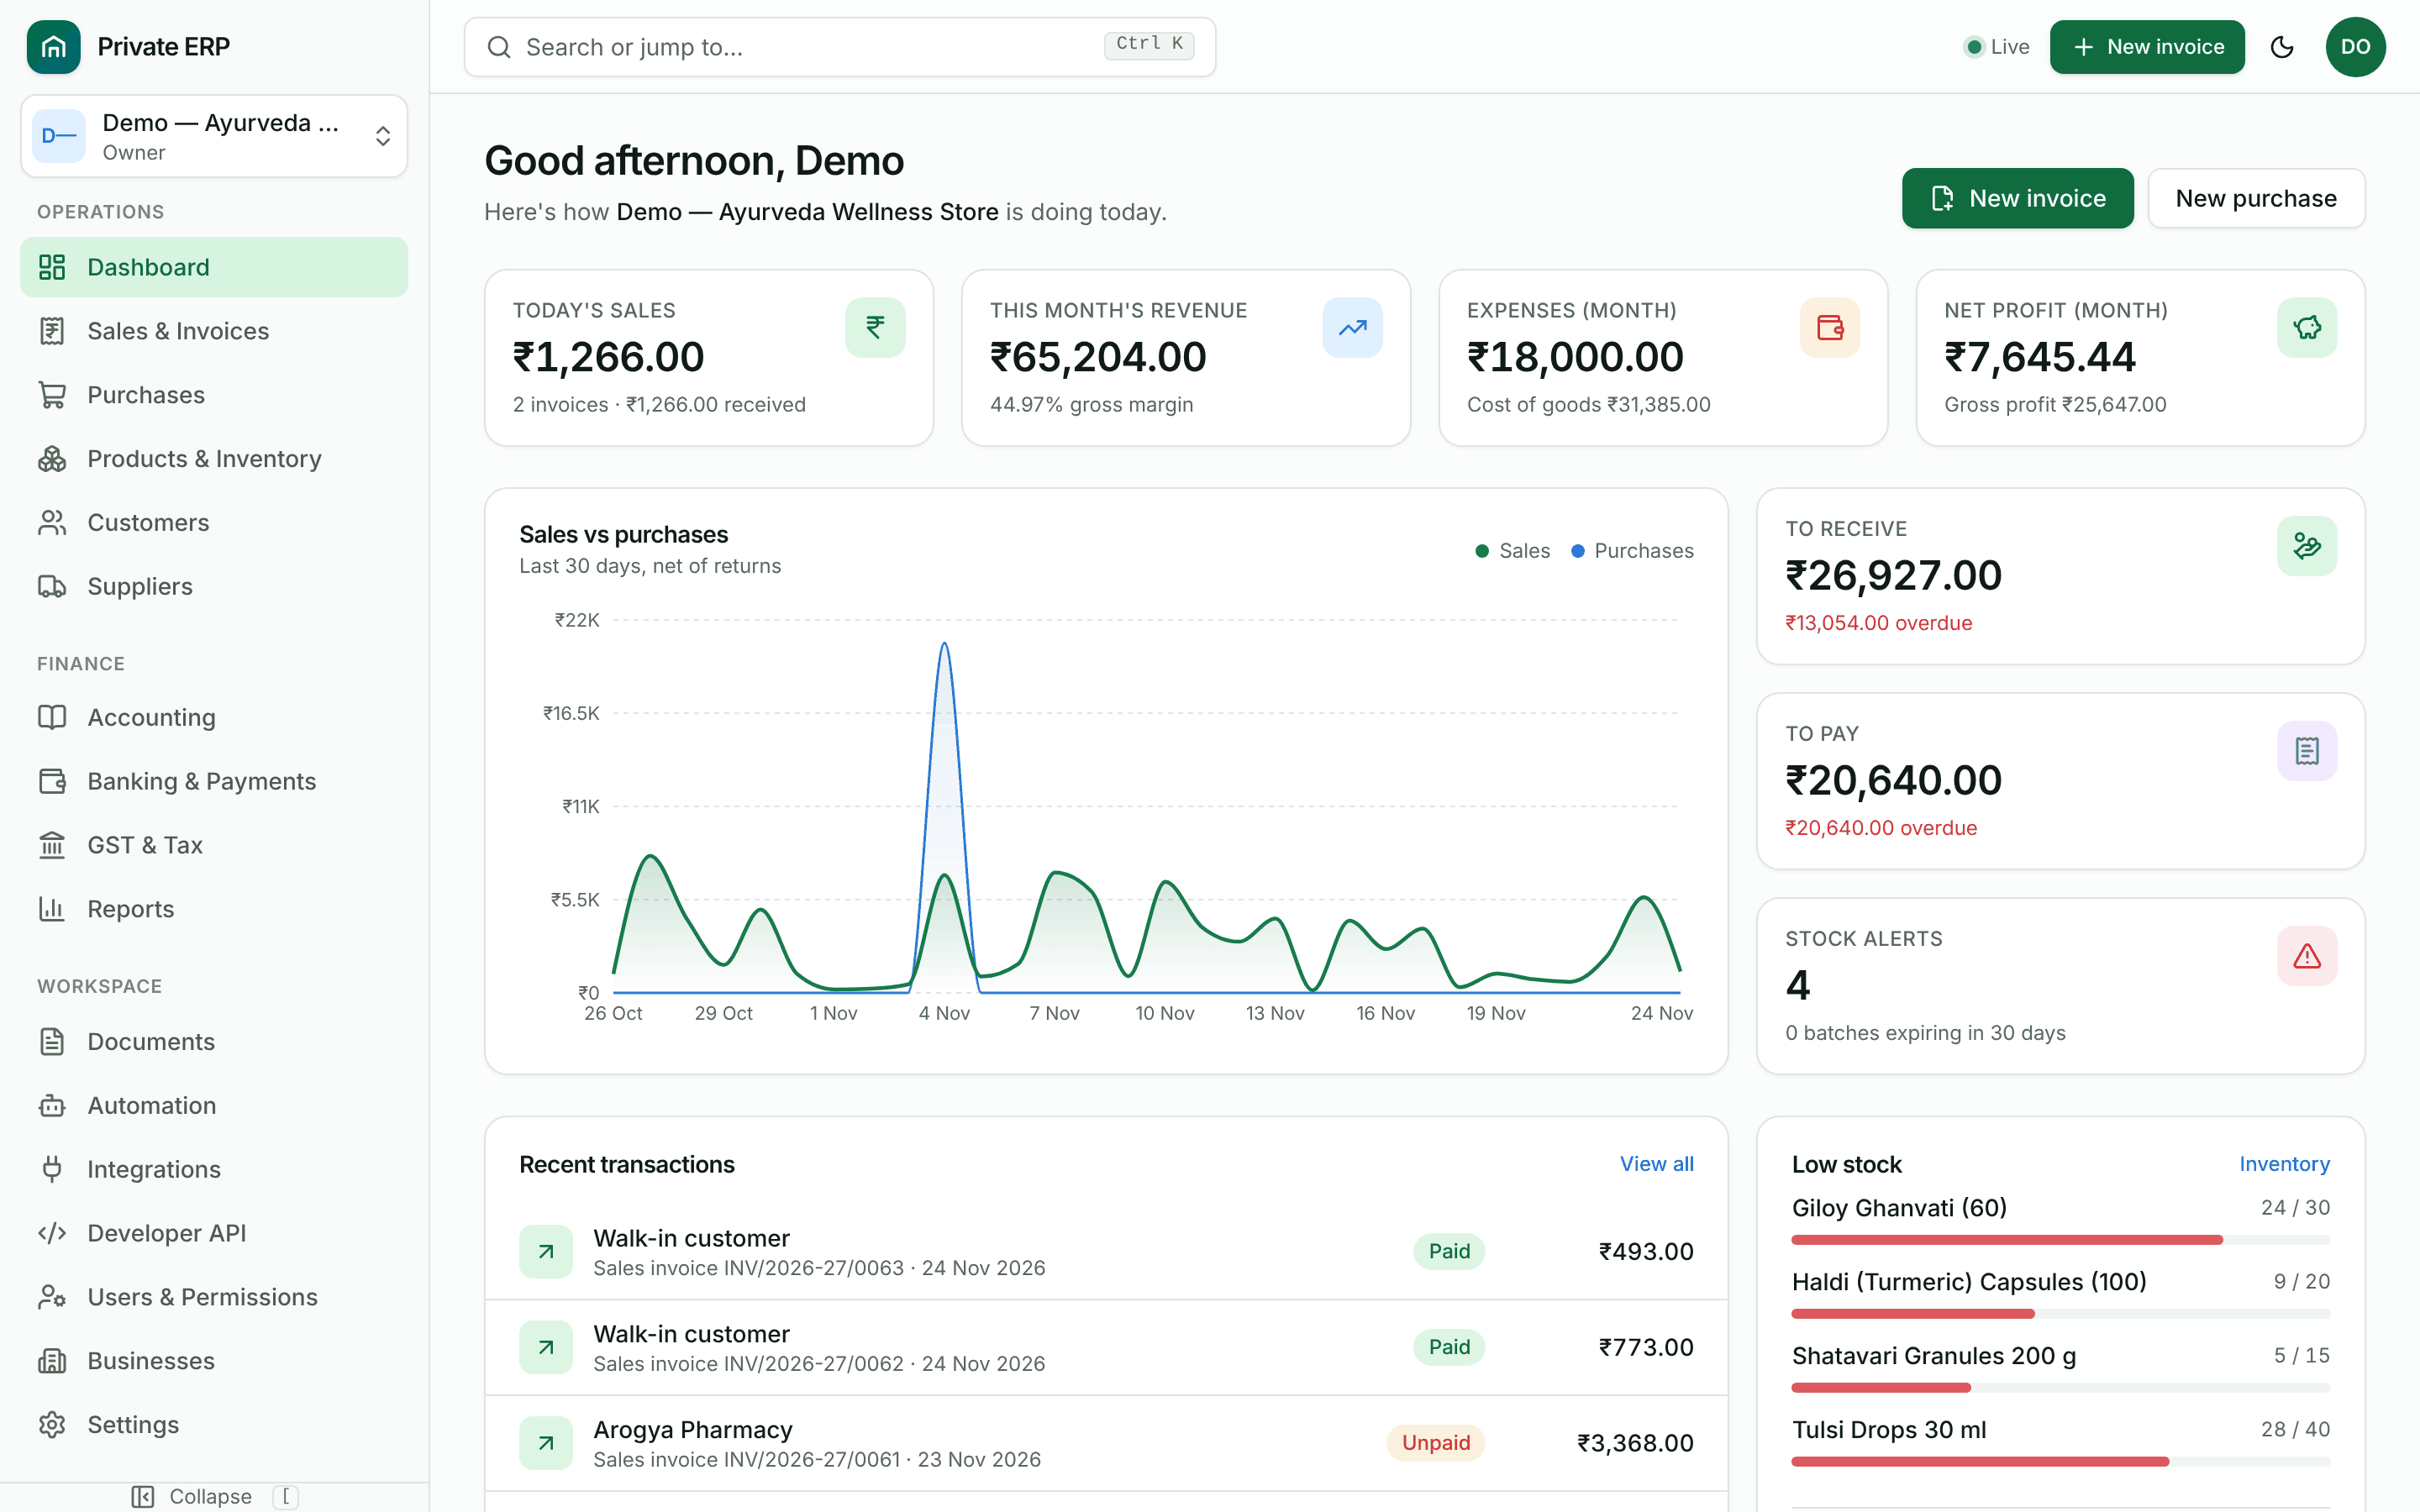 Private ERP
Search or jump to...
Ctrl K
Live
New invoice
DO
D—
Demo — Ayurveda ...
Owner
OPERATIONS
Dashboard
Sales & Invoices
Purchases
Products & Inventory
Customers
Suppliers
FINANCE
Accounting
Banking & Payments
GST & Tax
Reports
WORKSPACE
Documents
Automation
Integrations
Developer API
Users & Permissions
Businesses
Settings
Collapse [
Good afternoon, Demo
Here's how Demo — Ayurveda Wellness Store is doing today.
New invoice
New purchase
TODAY'S SALES
₹1,266.00
2 invoices · ₹1,266.00 received
THIS MONTH'S REVENUE
₹65,204.00
44.97% gross margin
EXPENSES (MONTH)
₹18,000.00
Cost of goods ₹31,385.00
NET PROFIT (MONTH)
₹7,645.44
Gross profit ₹25,647.00
Sales vs purchases
Last 30 days, net of returns
Sales
Purchases
₹22K
₹16.5K
₹11K
₹5.5K
₹0
26 Oct
29 Oct
1 Nov
4 Nov
7 Nov
10 Nov
13 Nov
16 Nov
19 Nov
24 Nov
TO RECEIVE
₹26,927.00
₹13,054.00 overdue
TO PAY
₹20,640.00
₹20,640.00 overdue
STOCK ALERTS
4
0 batches expiring in 30 days
Recent transactions
View all
Walk-in customer
Sales invoice INV/2026-27/0063 · 24 Nov 2026
Paid
₹493.00
Walk-in customer
Sales invoice INV/2026-27/0062 · 24 Nov 2026
Paid
₹773.00
Arogya Pharmacy
Sales invoice INV/2026-27/0061 · 23 Nov 2026
Unpaid
₹3,368.00
Low stock
Inventory
Giloy Ghanvati (60)
24 / 30
Haldi (Turmeric) Capsules (100)
9 / 20
Shatavari Granules 200 g
5 / 15
Tulsi Drops 30 ml
28 / 40